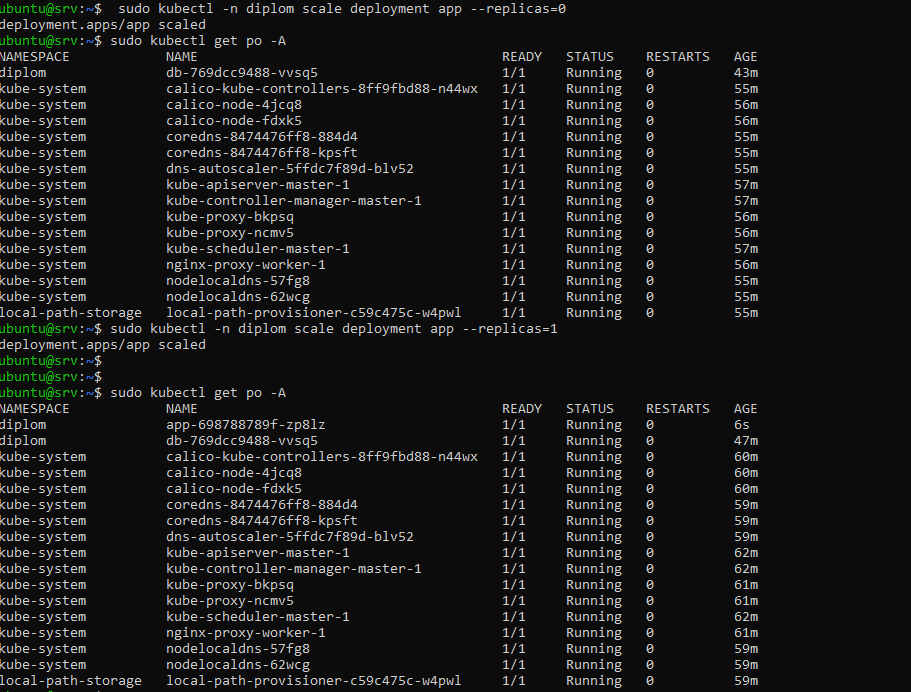 ubuntu@srv:~$  sudo kubectl -n diplom scale deployment app --replicas=0
deployment.apps/app scaled
ubuntu@srv:~$ sudo kubectl get po -A
NAMESPACE            NAME                                      READY   STATUS    RESTARTS   AGE
diplom               db-769dcc9488-vvsq5                       1/1     Running   0          43m
kube-system          calico-kube-controllers-8ff9fbd88-n44wx   1/1     Running   0          55m
kube-system          calico-node-4jcq8                         1/1     Running   0          56m
kube-system          calico-node-fdxk5                         1/1     Running   0          56m
kube-system          coredns-8474476ff8-884d4                  1/1     Running   0          55m
kube-system          coredns-8474476ff8-kpsft                  1/1     Running   0          55m
kube-system          dns-autoscaler-5ffdc7f89d-blv52           1/1     Running   0          55m
kube-system          kube-apiserver-master-1                   1/1     Running   0          57m
kube-system          kube-controller-manager-master-1          1/1     Running   0          57m
kube-system          kube-proxy-bkpsq                          1/1     Running   0          56m
kube-system          kube-proxy-ncmv5                          1/1     Running   0          56m
kube-system          kube-scheduler-master-1                   1/1     Running   0          57m
kube-system          nginx-proxy-worker-1                      1/1     Running   0          56m
kube-system          nodelocaldns-57fg8                        1/1     Running   0          55m
kube-system          nodelocaldns-62wcg                        1/1     Running   0          55m
local-path-storage   local-path-provisioner-c59c475c-w4pwl     1/1     Running   0          55m
ubuntu@srv:~$ sudo kubectl -n diplom scale deployment app --replicas=1
deployment.apps/app scaled
ubuntu@srv:~$
ubuntu@srv:~$
ubuntu@srv:~$ sudo kubectl get po -A
NAMESPACE            NAME                                      READY   STATUS    RESTARTS   AGE
diplom               app-698788789f-zp8lz                      1/1     Running   0          6s
diplom               db-769dcc9488-vvsq5                       1/1     Running   0          47m
kube-system          calico-kube-controllers-8ff9fbd88-n44wx   1/1     Running   0          60m
kube-system          calico-node-4jcq8                         1/1     Running   0          60m
kube-system          calico-node-fdxk5                         1/1     Running   0          60m
kube-system          coredns-8474476ff8-884d4                  1/1     Running   0          59m
kube-system          coredns-8474476ff8-kpsft                  1/1     Running   0          59m
kube-system          dns-autoscaler-5ffdc7f89d-blv52           1/1     Running   0          59m
kube-system          kube-apiserver-master-1                   1/1     Running   0          62m
kube-system          kube-controller-manager-master-1          1/1     Running   0          62m
kube-system          kube-proxy-bkpsq                          1/1     Running   0          61m
kube-system          kube-proxy-ncmv5                          1/1     Running   0          61m
kube-system          kube-scheduler-master-1                   1/1     Running   0          62m
kube-system          nginx-proxy-worker-1                      1/1     Running   0          61m
kube-system          nodelocaldns-57fg8                        1/1     Running   0          59m
kube-system          nodelocaldns-62wcg                        1/1     Running   0          59m
local-path-storage   local-path-provisioner-c59c475c-w4pwl     1/1     Running   0          59m